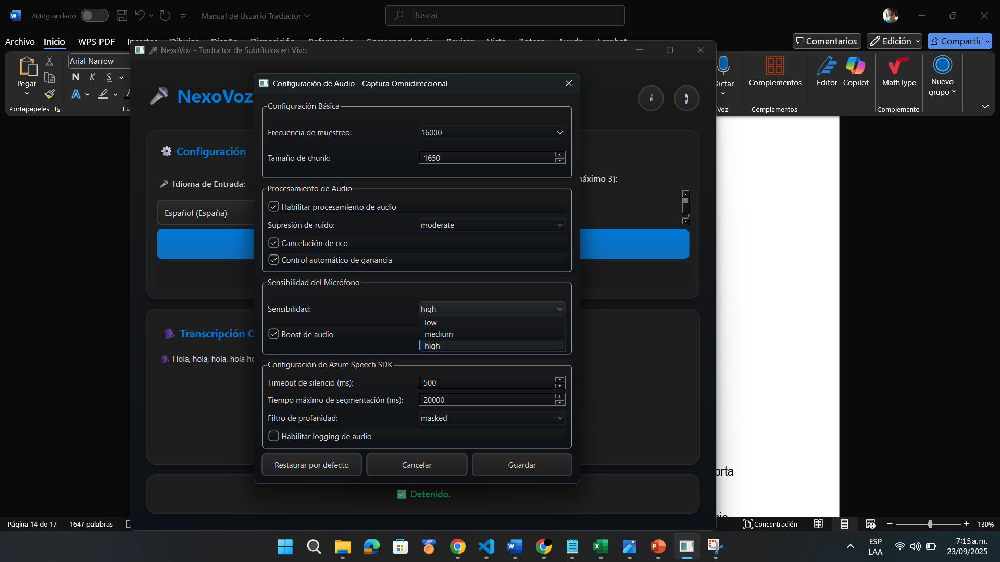 Autoguardado
Manual de Usuario Traductor
Buscar
Archivo
Inicio
WPS PDF
Comentarios
Edición
Compartir
NexoVoz - Traductor de Subtítulos en Vivo
Pegar
Arial Narrow
N K S
Portapapeles
Fu
Dictar
Voz
Complementos
Complementos
Editor
Copilot
MathType
Complemento
Nuevo
grupo
NexoVoz
Configuración
Idioma de Entrada:
Español (España)
máximo 3):
Transcripción O
Hola, hola, hola, hola ho
Detenido.
Configuración de Audio - Captura Omnidireccional
Configuración Básica
Frecuencia de muestreo: 16000
Tamaño de chunk: 1650
Procesamiento de Audio
Habilitar procesamiento de audio
Supresión de ruido: moderate
Cancelación de eco
Control automático de ganancia
Sensibilidad del Micrófono
Sensibilidad: high
low
medium
high
Boost de audio
Configuración de Azure Speech SDK
Timeout de silencio (ms): 500
Tiempo máximo de segmentación (ms): 20000
Filtro de profanidad: masked
Habilitar logging de audio
Restaurar por defecto
Cancelar
Guardar
orta
Página 14 de 17
1647 palabras
Concentración
130%
ESP
LAA
7:15 a. m.
23/09/2025